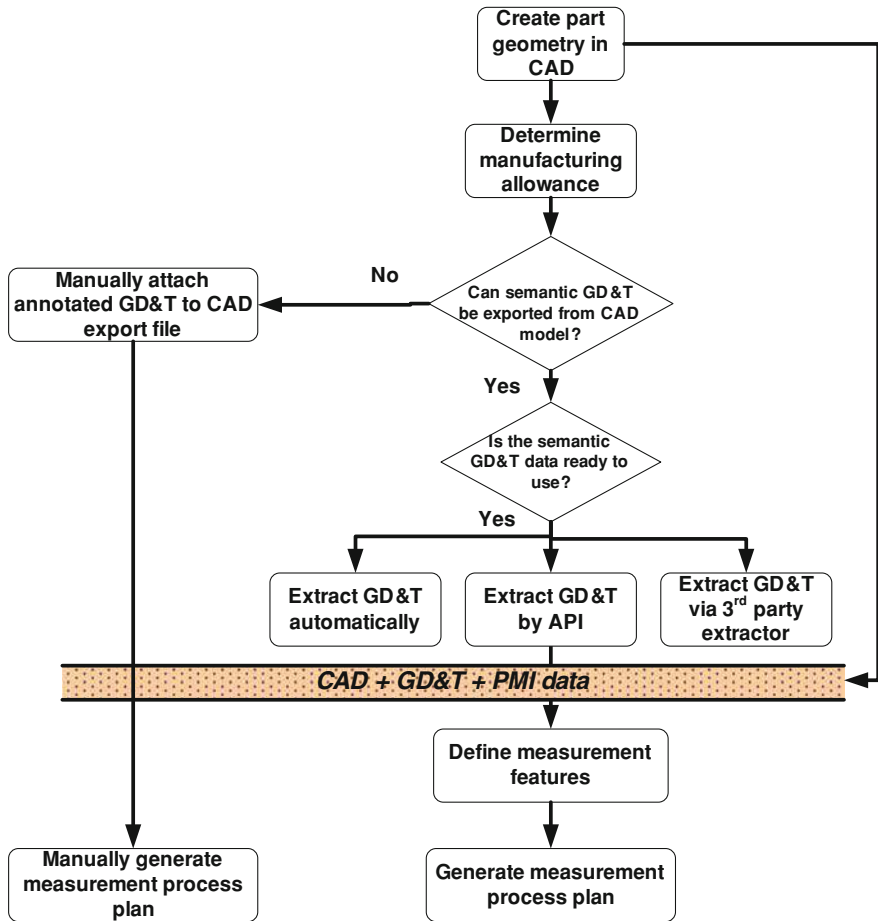 Create part
geometry in
CAD
Determine
manufacturing
allowance
No
Manually attach
annotated GD&T to CAD
export file
Can semantic GD&T
be exported from CAD
model?
Yes
Is the semantic
GD&T data ready to
use?
Yes
Extract GD&T
automatically
Extract GD&T
by API
Extract GD&T
via 3rd party
extractor
CAD + GD&T + PMI data
Define measurement
features
Manually generate
measurement process
plan
Generate measurement
process plan